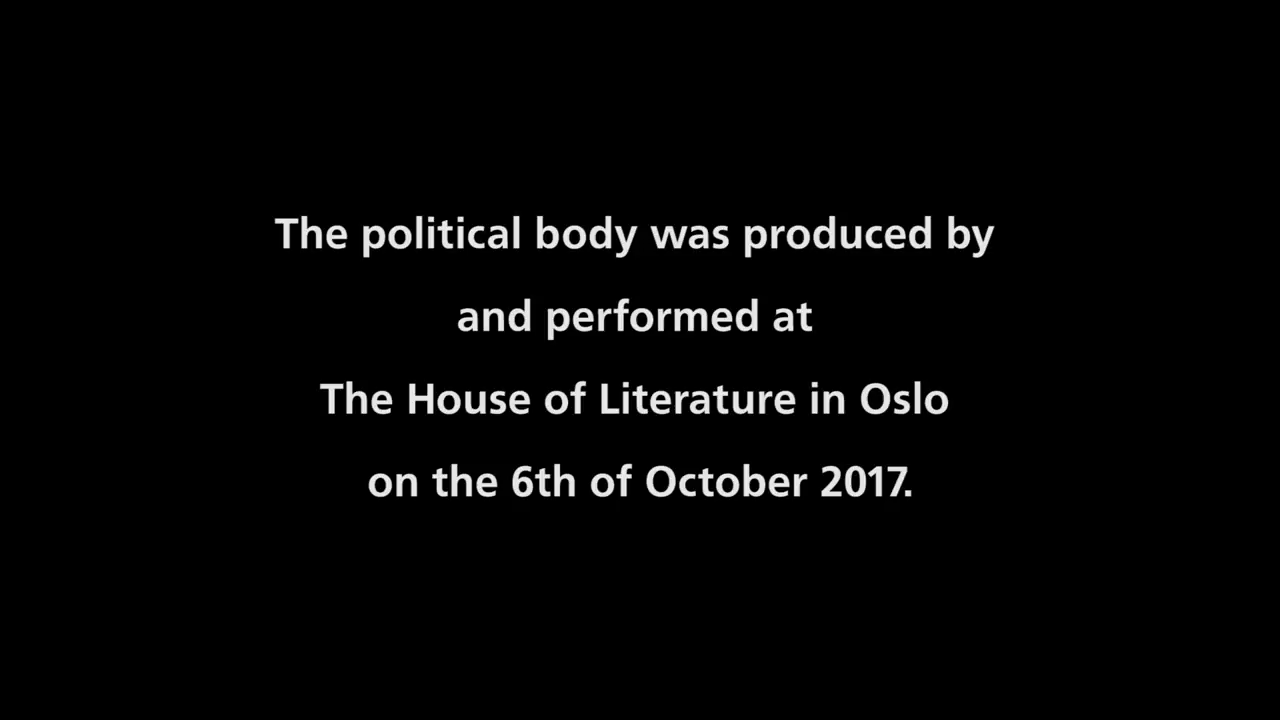 The political body was produced by
and performed at
The House of Literature in Oslo
on the 6th of October 2017.